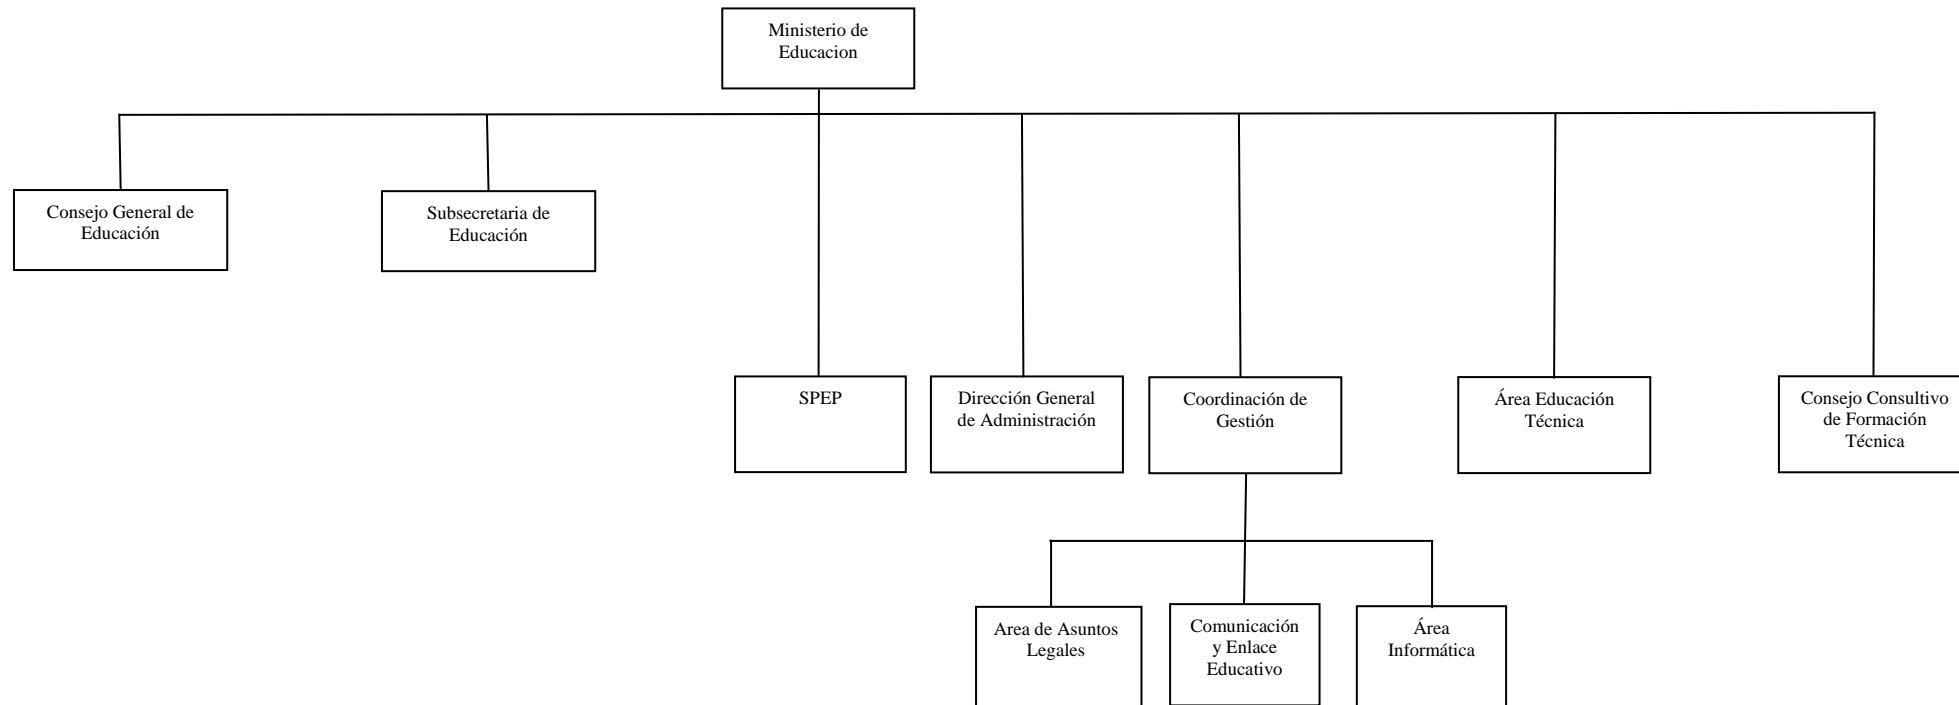 Ministerio de
Educacion
Consejo General de
Educación
Subsecretaria de
Educación
SPEP
Dirección General
de Administración
Coordinación de
Gestión
Área Educación
Técnica
Consejo Consultivo
de Formación
Técnica
Area de Asuntos
Legales
Comunicación
y Enlace
Educativo
Área
Informática